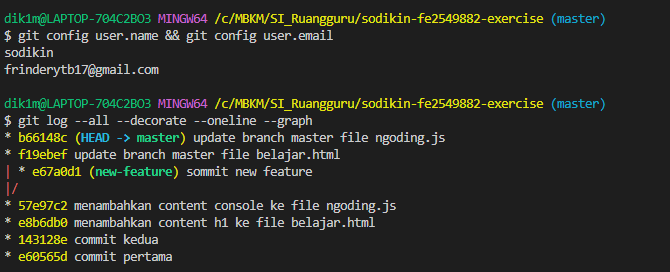 dik1m@LAPTOP-704C2BO3 MINGW64 /c/MBKM/SI_Ruangguru/sodikin-fe2549882-exercise (master)
$ git config user.name && git config user.email
sodikin
frinderytb17@gmail.com
dik1m@LAPTOP-704C2BO3 MINGW64 /c/MBKM/SI_Ruangguru/sodikin-fe2549882-exercise (master)
$ git log --all --decorate --oneline --graph
* b66148c (HEAD -> master) update branch master file ngoding.js
* f19ebef update branch master file belajar.html
| * e67a0d1 (new-feature) sommit new feature
|/
* 57e97c2 menambahkan content console ke file ngoding.js
* e8b6db0 menambahkan content h1 ke file belajar.html
* 143128e commit kedua
* e60565d commit pertama